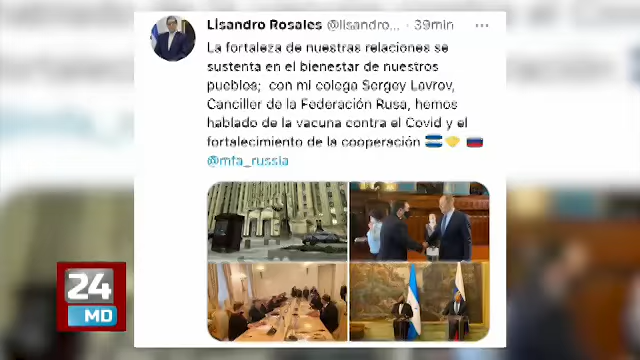 Lisandro Rosales @lisandro... · 39min
La fortaleza de nuestras relaciones se
sustenta en el bienestar de nuestros
pueblos; con mi colega Sergey Lavrov,
Canciller de la Federación Rusa, hemos
hablado de la vacuna contra el Covid y el
fortalecimiento de la cooperación
@mfa_russia
24
MD